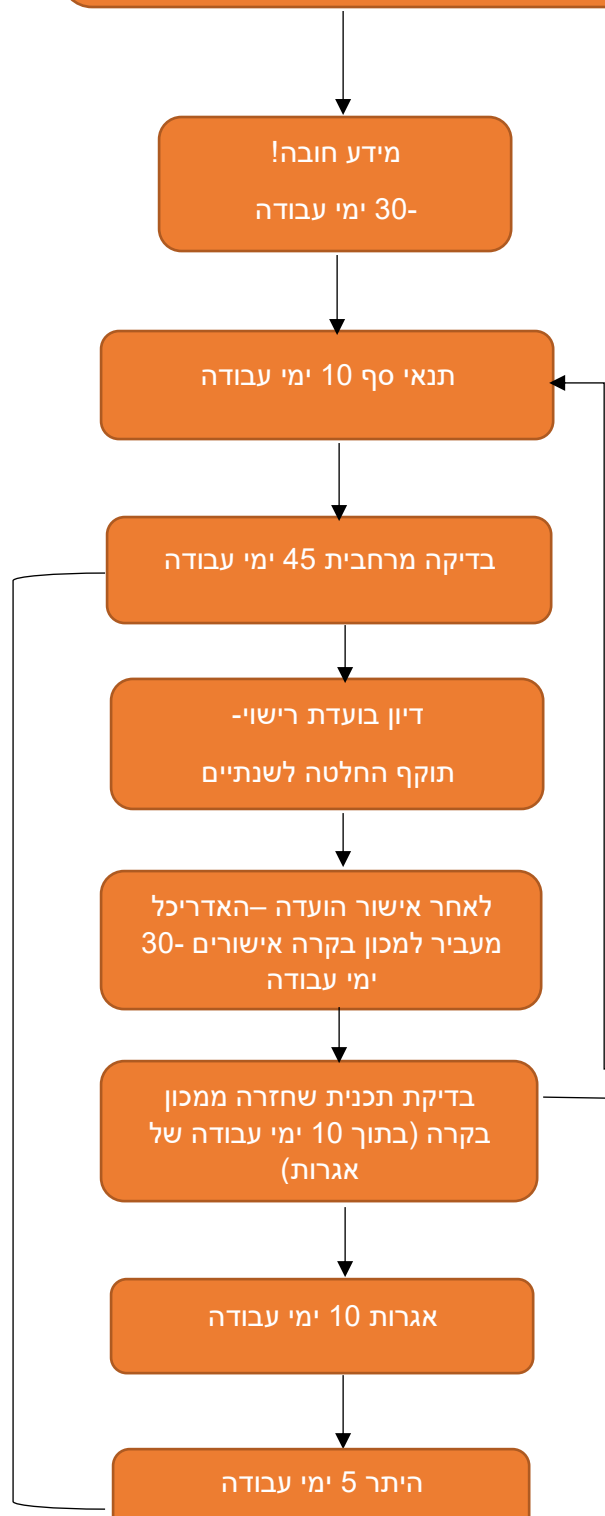 מידע חובה!
-30 ימי עבודה
תנאי סף 10 ימי עבודה
בדיקה מרחבית 45 ימי עבודה
דיון בועדת רישוי-
תוקף החלטה לשנתיים
לאחר אישור הועדה –האדריכל
מעביר למכון בקרה אישורים -30
ימי עבודה
בדיקת תכנית שחזרה ממכון
בקרה (בתוך 10 ימי עבודה של
אגרות)
אגרות 10 ימי עבודה
היתר 5 ימי עבודה